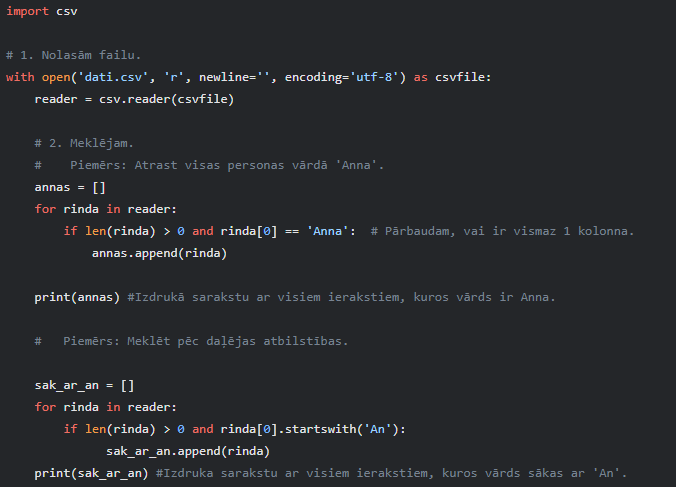 import csv
# 1. Nolasām failu.
with open('dati.csv', 'r', newline='', encoding='utf-8') as csvfile:
    reader = csv.reader(csvfile)
    # 2. Meklējam.
    #    Piemērs: Atrast visas personas vārdā 'Anna'.
    annas = []
    for rinda in reader:
        if len(rinda) > 0 and rinda[0] == 'Anna':  # Pārbaudam, vai ir vismaz 1 kolonna.
            annas.append(rinda)
    print(annas) #Izdrukā sarakstu ar visiem ierakstiem, kuros vārds ir Anna.
    #   Piemērs: Meklēt pēc daļējas atbilstības.
    sak_ar_an = []
    for rinda in reader:
        if len(rinda) > 0 and rinda[0].startswith('An'):
              sak_ar_an.append(rinda)
    print(sak_ar_an) #Izdruka sarakstu ar visiem ierakstiem, kuros vārds sākas ar 'An'.